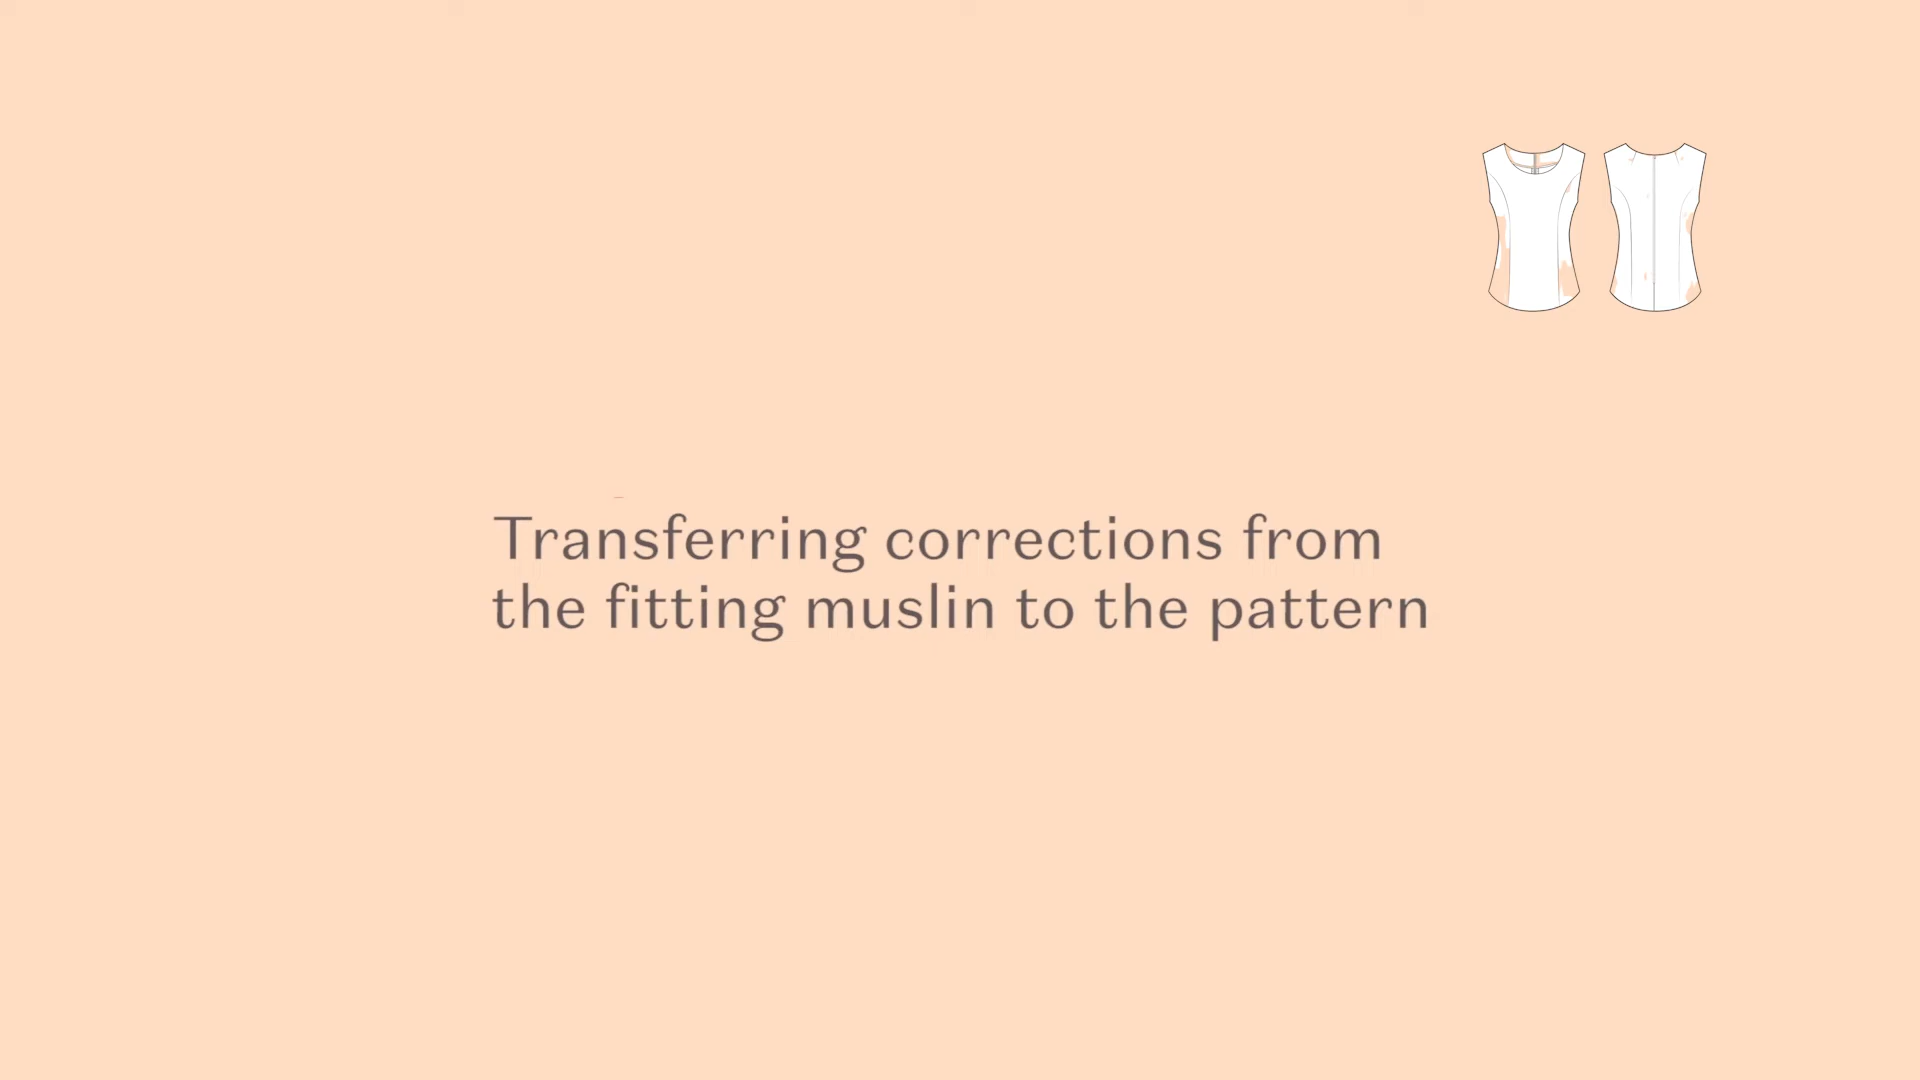 Transferring corrections from
the fitting muslin to the pattern